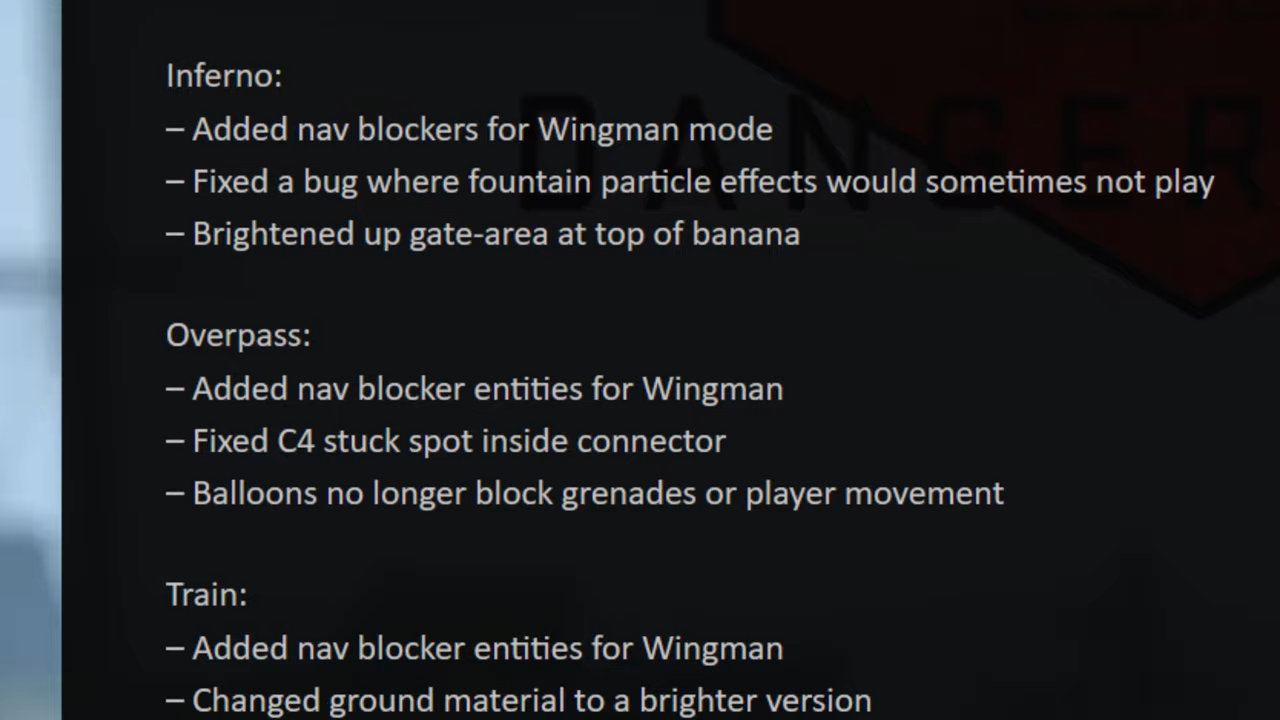 DANGER
Inferno:
– Added nav blockers for Wingman mode
– Fixed a bug where fountain particle effects would sometimes not play
– Brightened up gate-area at top of banana
Overpass:
– Added nav blocker entities for Wingman
– Fixed C4 stuck spot inside connector
– Balloons no longer block grenades or player movement
Train:
– Added nav blocker entities for Wingman
– Changed ground material to a brighter version